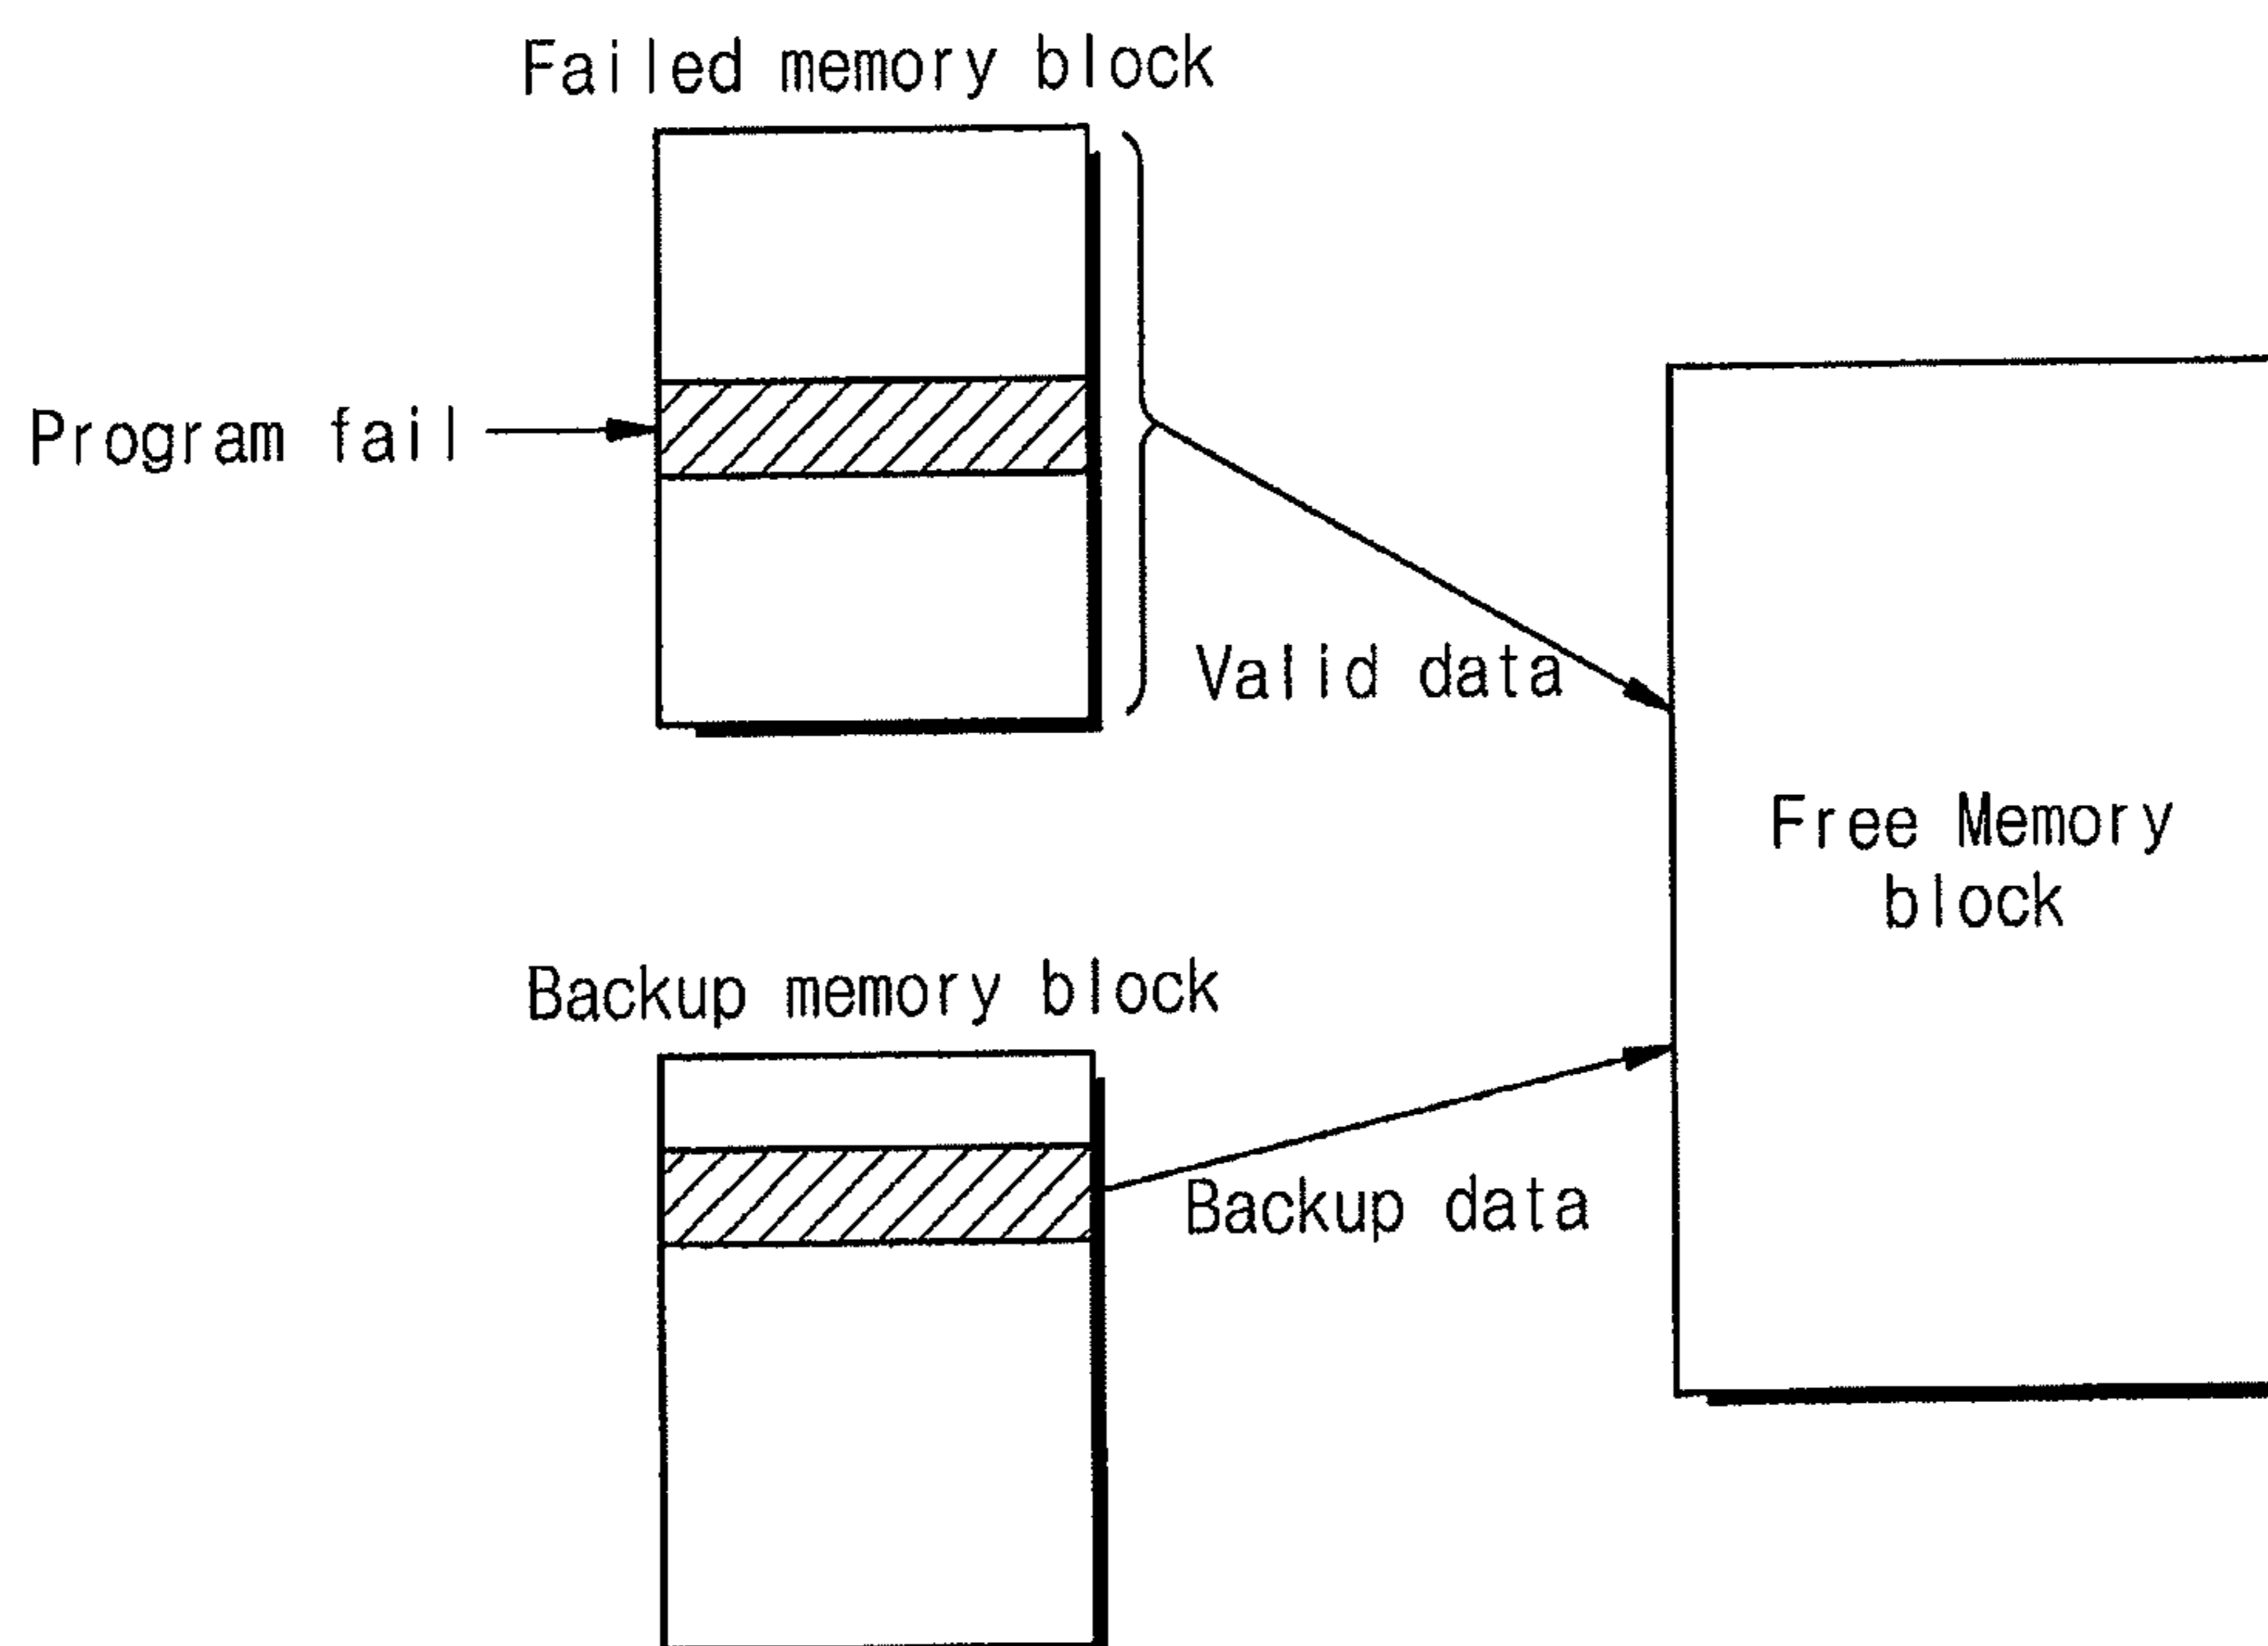 Failed memory block
Program fail
Valid data
Free Memory
block
Backup memory block
Backup data